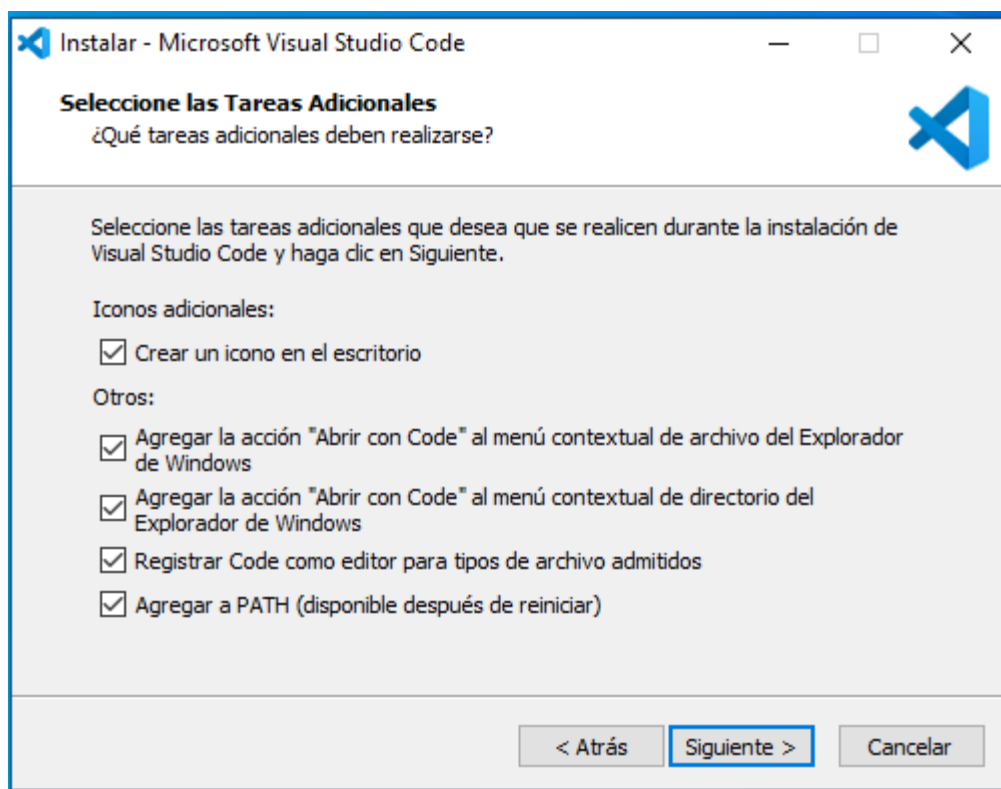 Instalar - Microsoft Visual Studio Code
Seleccione las Tareas Adicionales
¿Qué tareas adicionales deben realizarse?
Seleccione las tareas adicionales que desea que se realicen durante la instalación de
Visual Studio Code y haga clic en Siguiente.
Iconos adicionales:
Crear un icono en el escritorio
Otros:
Agregar la acción "Abrir con Code" al menú contextual de archivo del Explorador
de Windows
Agregar la acción "Abrir con Code" al menú contextual de directorio del
Explorador de Windows
Registrar Code como editor para tipos de archivo admitidos
Agregar a PATH (disponible después de reiniciar)
< Atrás Siguiente > Cancelar